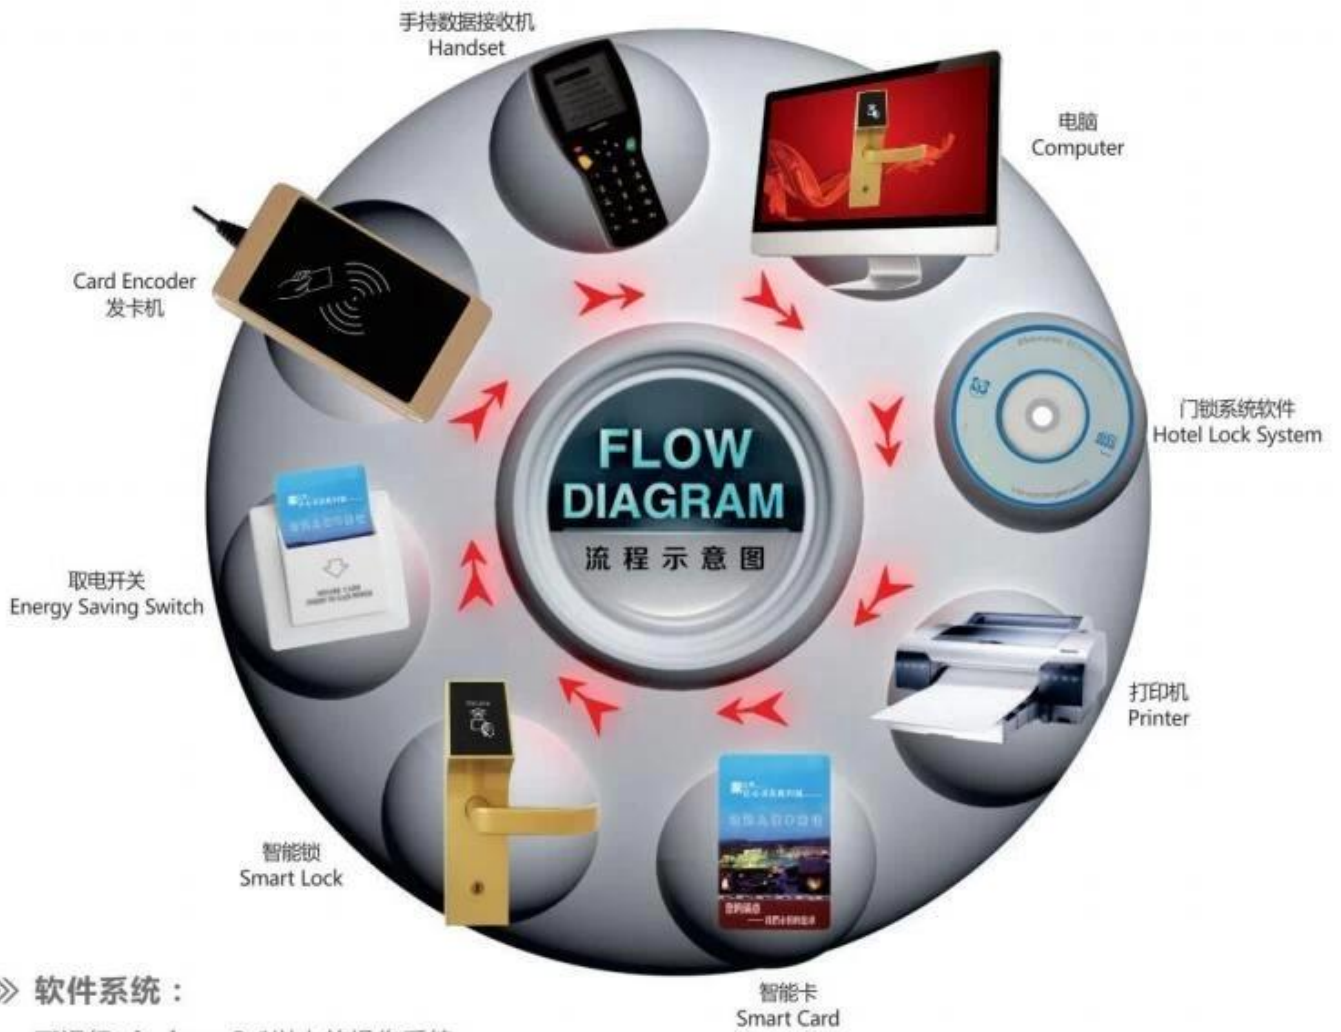 手持数据接收机
Handset
电脑
Computer
Card Encoder
发卡机
门锁系统软件
Hotel Lock System
FLOW
DIAGRAM
流程示意图
取电开关
Energy Saving Switch
打印机
Printer
智能锁
Smart Lock
智能卡
Smart Card
》 软件系统：